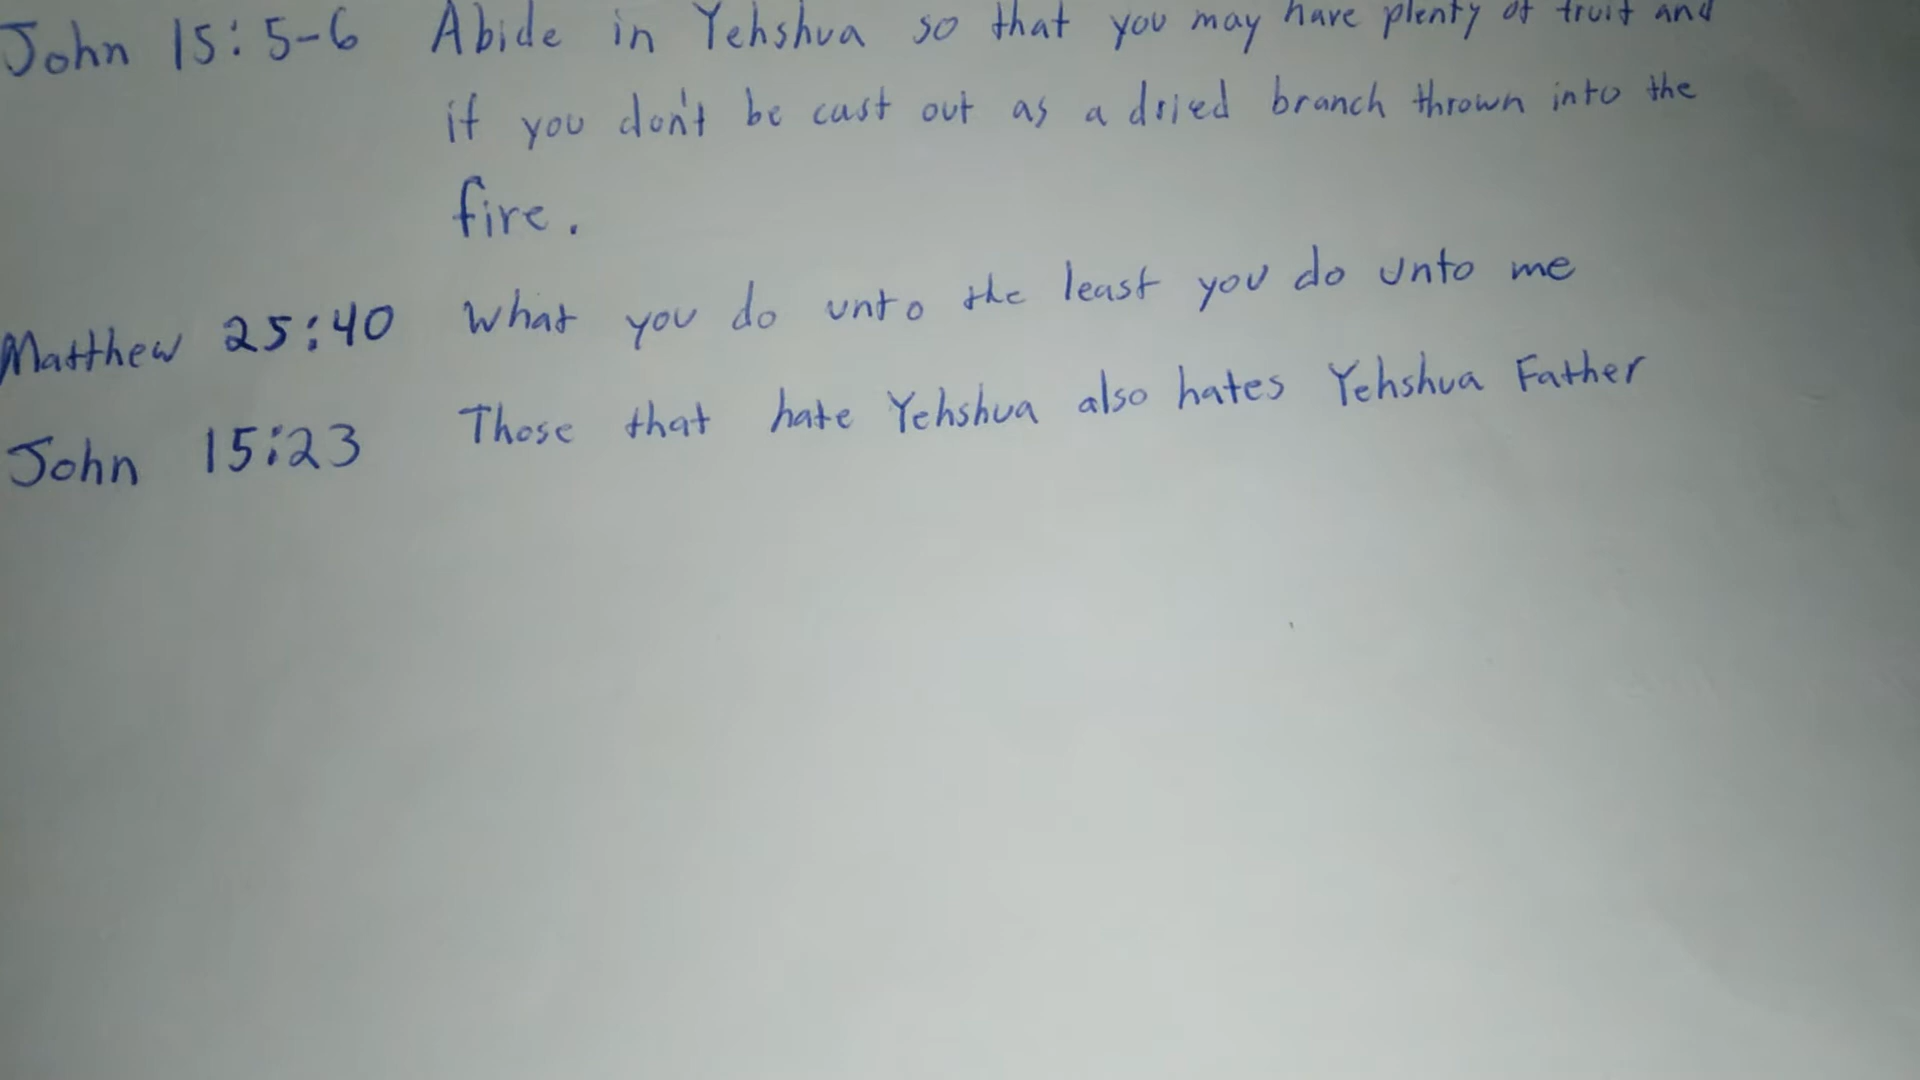 John 15:5-6 Abide in Yehshua so that you may have plenty of fruit and
if you don't be cast out as a dried branch thrown into the
fire.
Matthew 25:40 What you do unto the least you do unto me
John 15:23 Those that hate Yehshua also hates Yehshua Father